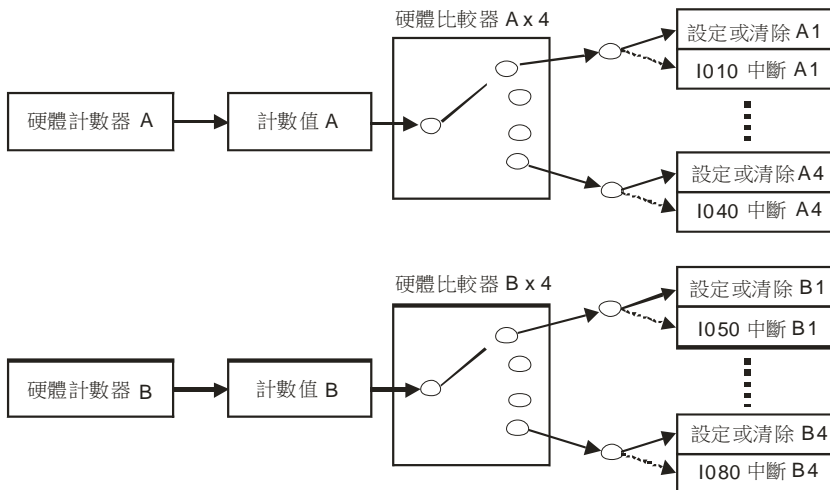 硬體比較器 A x 4
設定或清除 A1
I010 中斷 A1
硬體計數器 A
計數值 A
設定或清除 A4
I040 中斷 A4
硬體比較器 B x 4
設定或清除 B1
I050 中斷 B1
硬體計數器 B
計數值 B
設定或清除 B4
I080 中斷 B4